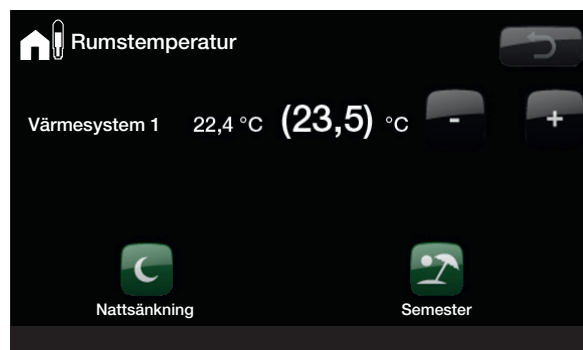 Rumstemperatur
Värmesystem 1 22,4 °C (23,5) °C - +
Nattsänkning Semester